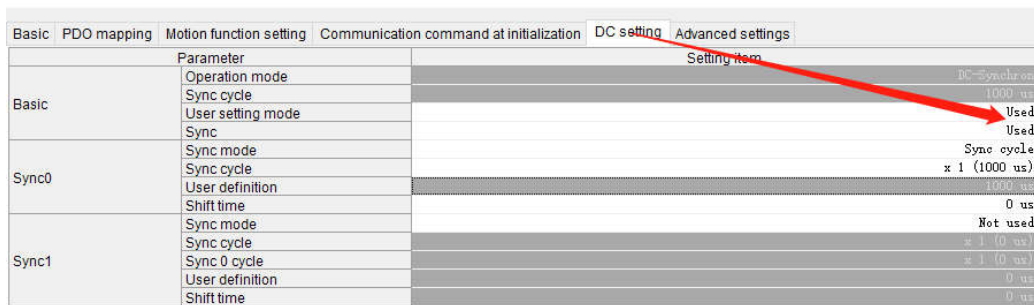 Basic PDO mapping Motion function setting Communication command at initialization DC setting Advanced settings
Parameter Setting item
Basic
Operation mode DC-Synchron
Sync cycle 1000 us
User setting mode Used
Sync Used
Sync0
Sync mode Sync cycle
Sync cycle x 1 (1000 us)
User definition 1000 us
Shift time 0 us
Sync1
Sync mode Not used
Sync cycle x 1 (0 us)
Sync 0 cycle x 1 (0 us)
User definition 0 us
Shift time 0 us